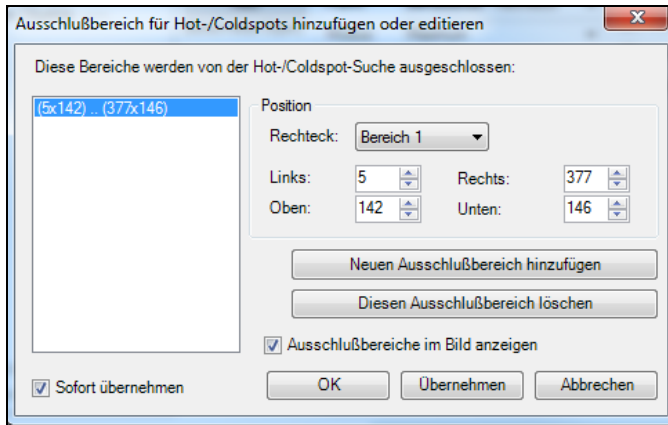 Ausschlußbereich für Hot-/Coldspots hinzufügen oder editieren
Diese Bereiche werden von der Hot-/Coldspot-Suche ausgeschlossen:
(5x142) .. (377x146)
Position
Rechteck: Bereich 1
Links: 5 Rechts: 377
Oben: 142 Unten: 146
Neuen Ausschlußbereich hinzufügen
Diesen Ausschlußbereich löschen
Ausschlußbereiche im Bild anzeigen
Sofort übernehmen OK Übernehmen Abbrechen